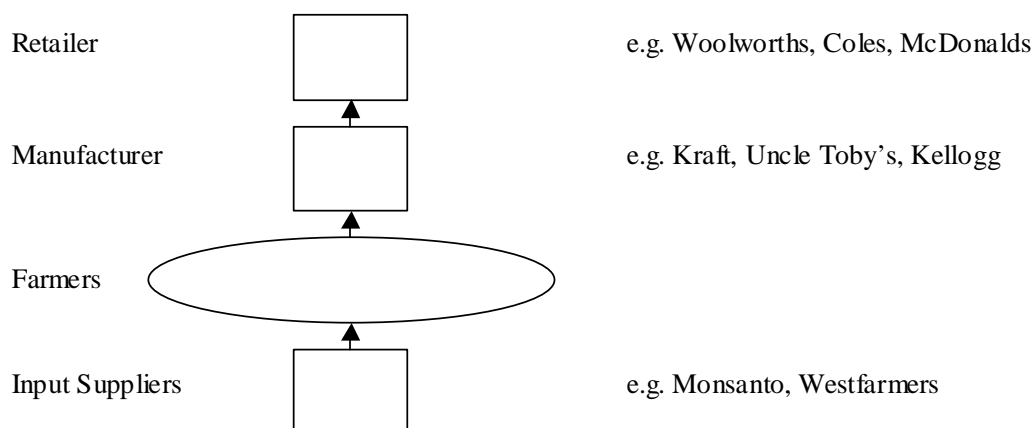 Retailer e.g. Woolworths, Coles, McDonalds
Manufacturer e.g. Kraft, Uncle Toby's, Kellogg
Farmers
Input Suppliers e.g. Monsanto, Westfarmers